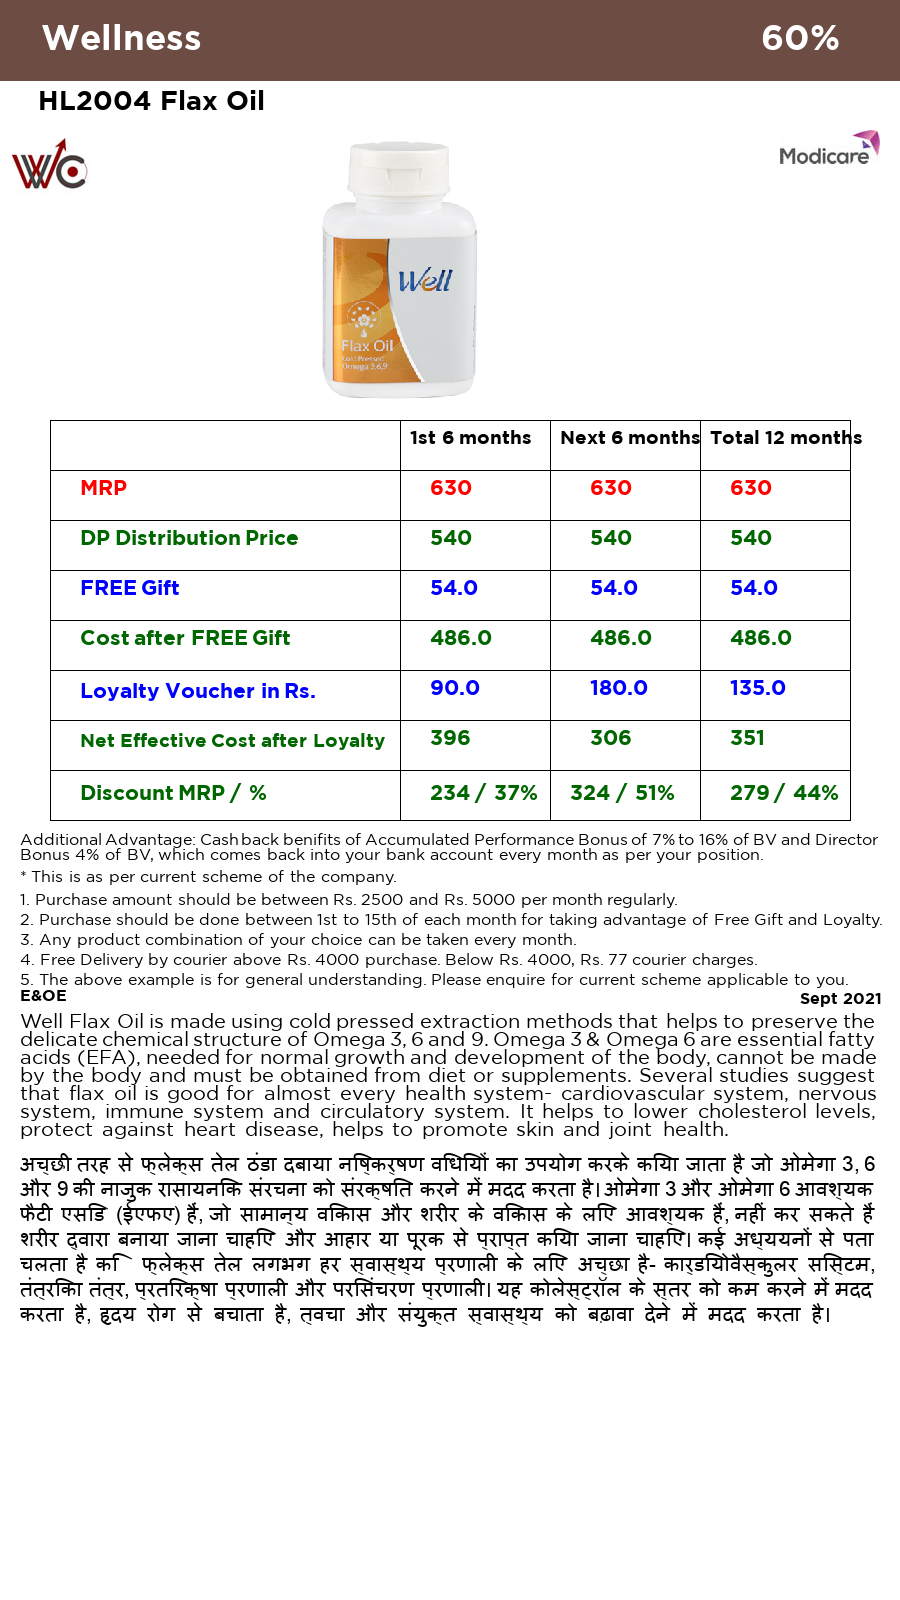 Wellness 60%
HL2004 Flax Oil
WC
Modicare
Well
Flax Oil
Cold Pressed
Omega 3,6,9
1st 6 months Next 6 months Total 12 months
MRP 630 630 630
DP Distribution Price 540 540 540
FREE Gift 54.0 54.0 54.0
Cost after FREE Gift 486.0 486.0 486.0
Loyalty Voucher in Rs. 90.0 180.0 135.0
Net Effective Cost after Loyalty 396 306 351
Discount MRP / % 234 / 37% 324 / 51% 279 / 44%
Additional Advantage: Cash back benifits of Accumulated Performance Bonus of 7% to 16% of BV and Director
Bonus 4% of BV, which comes back into your bank account every month as per your position.
* This is as per current scheme of the company.
1. Purchase amount should be between Rs. 2500 and Rs. 5000 per month regularly.
2. Purchase should be done between 1st to 15th of each month for taking advantage of Free Gift and Loyalty.
3. Any product combination of your choice can be taken every month.
4. Free Delivery by courier above Rs. 4000 purchase. Below Rs. 4000, Rs. 77 courier charges.
5. The above example is for general understanding. Please enquire for current scheme applicable to you.
E&OE Sept 2021
Well Flax Oil is made using cold pressed extraction methods that helps to preserve the
delicate chemical structure of Omega 3, 6 and 9. Omega 3 & Omega 6 are essential fatty
acids (EFA), needed for normal growth and development of the body, cannot be made
by the body and must be obtained from diet or supplements. Several studies suggest
that flax oil is good for almost every health system- cardiovascular system, nervous
system, immune system and circulatory system. It helps to lower cholesterol levels,
protect against heart disease, helps to promote skin and joint health.
अच्छी तरह से फ्लेक्स तेल ठंडा दबाया निष्कर्षण विधियों का उपयोग करके किया जाता है जो ओमेगा 3, 6
और 9 की नाजुक रासायनिक संरचना को संरक्षित करने में मदद करता है। ओमेगा 3 और ओमेगा 6 आवश्यक
फैटी एसिड (ईएफए) हैं, जो सामान्य विकास और शरीर के विकास के लिए आवश्यक हैं, नहीं कर सकते हैं
शरीर द्वारा बनाया जाना चाहिए और आहार या पूरक से प्राप्त किया जाना चाहिए। कई अध्ययनों से पता
चलता है कि फ्लेक्स तेल लगभग हर स्वास्थ्य प्रणाली के लिए अच्छा है- कार्डियोवैस्कुलर सिस्टम,
तंत्रिका तंत्र, प्रतिरक्षा प्रणाली और परिसंचरण प्रणाली। यह कोलेस्ट्रॉल के स्तर को कम करने में मदद
करता है, हृदय रोग से बचाता है, त्वचा और संयुक्त स्वास्थ्य को बढ़ावा देने में मदद करता है।